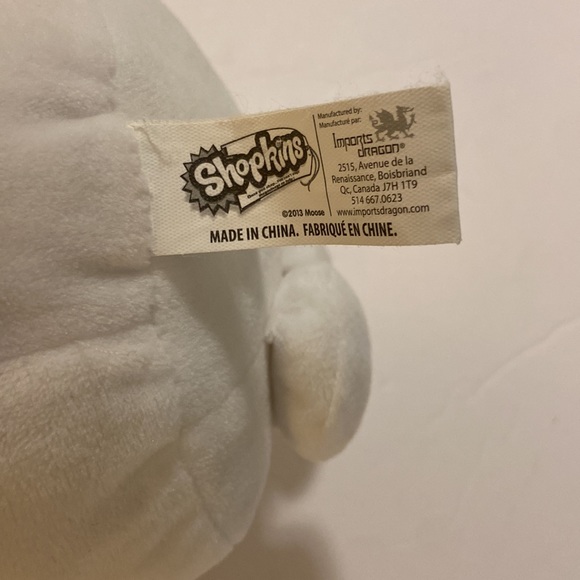 Shopkins
©2013 Moose
Manufactured by:
Manufacturé par:
Imports
DRAGON®
2515, Avenue de la
Renaissance, Boisbriand
Qc, Canada J7H 1T9
514 667.0623
www.importsdragon.com
MADE IN CHINA. FABRIQUÉ EN CHINE.